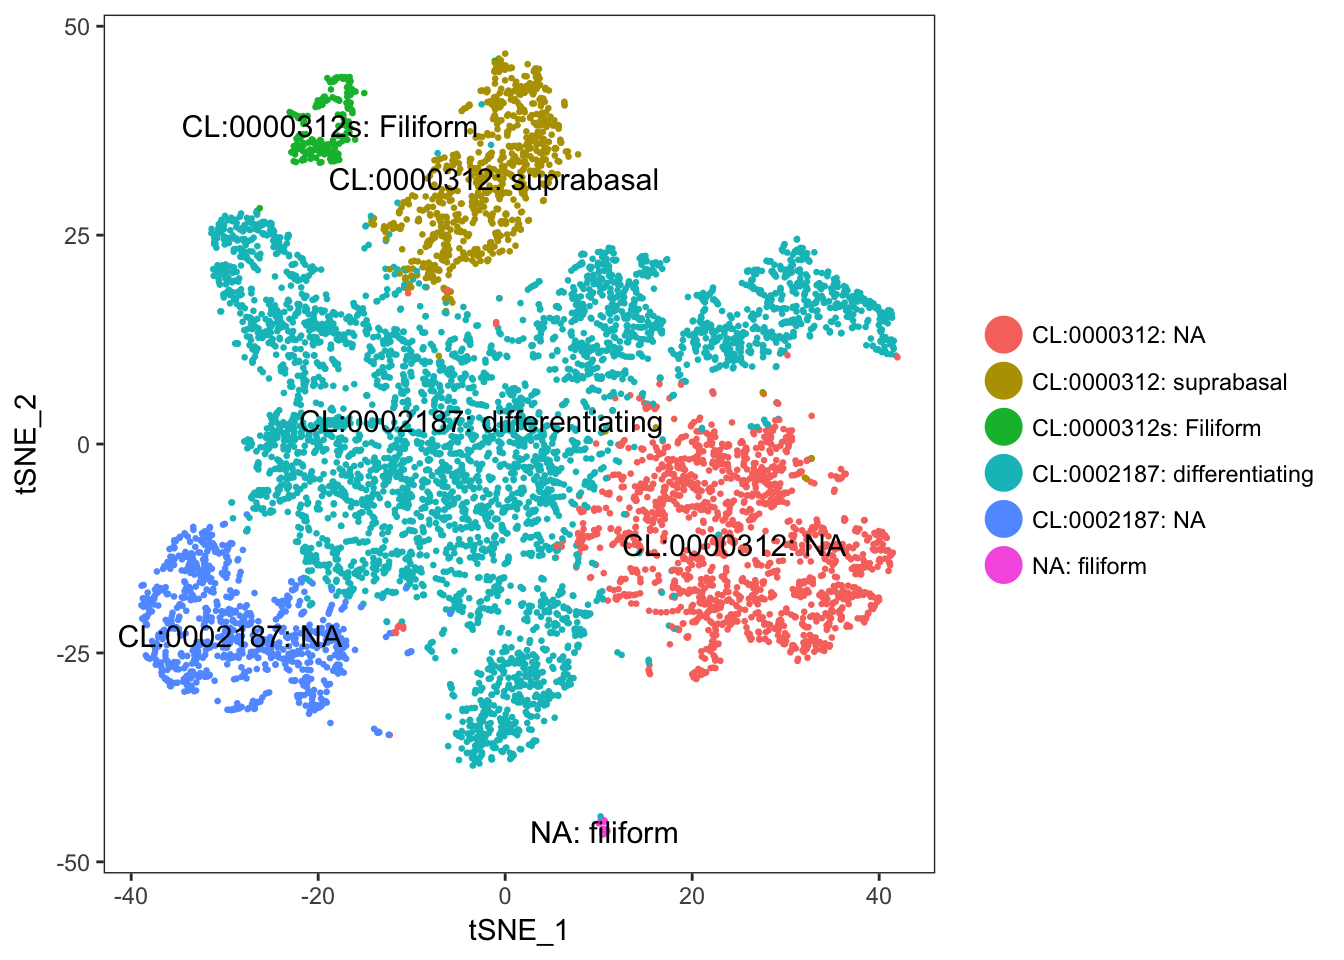 50
25
0
-25
-50
tSNE_2
CL:0000312s: Filiform
CL:0000312: suprabasal
CL:0002187: differentiating
CL:0000312: NA
CL:0002187: NA
NA: filiform
-40
-20
0
20
40
tSNE_1
CL:0000312: NA
CL:0000312: suprabasal
CL:0000312s: Filiform
CL:0002187: differentiating
CL:0002187: NA
NA: filiform